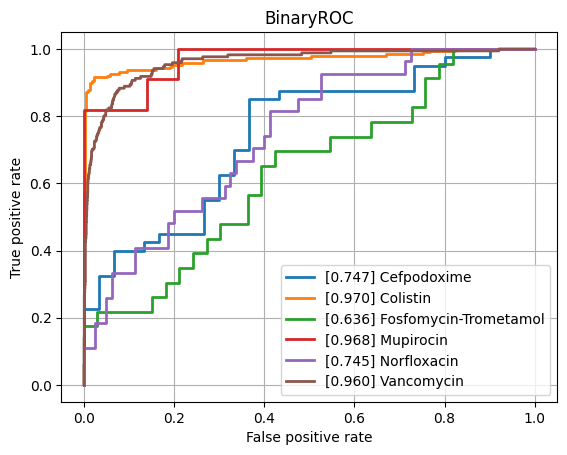 BinaryROC
1.0
0.8
0.6
0.4
0.2
0.0
True positive rate
[0.747] Cefpodoxime
[0.970] Colistin
[0.636] Fosfomycin-Trometamol
[0.968] Mupirocin
[0.745] Norfloxacin
[0.960] Vancomycin
0.0 0.2 0.4 0.6 0.8 1.0
False positive rate